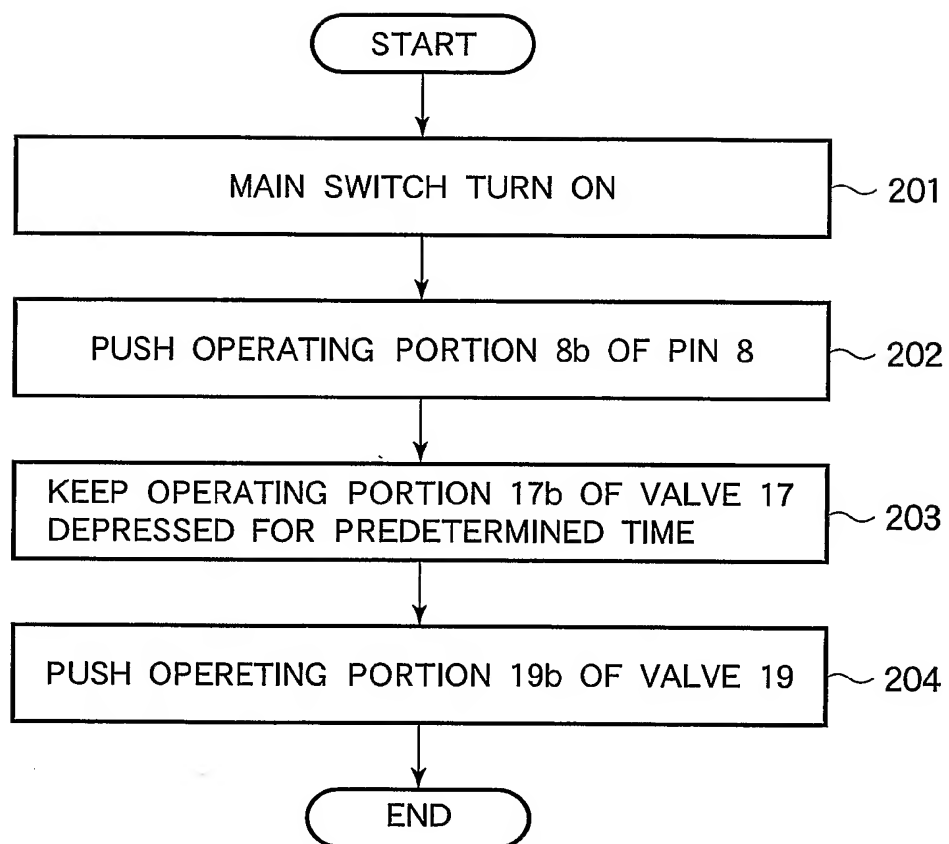 START
MAIN SWITCH TURN ON
201
PUSH OPERATING PORTION 8b OF PIN 8
202
KEEP OPERATING PORTION 17b OF VALVE 17
DEPRESSED FOR PREDETERMINED TIME
203
PUSH OPERETING PORTION 19b OF VALVE 19
204
END